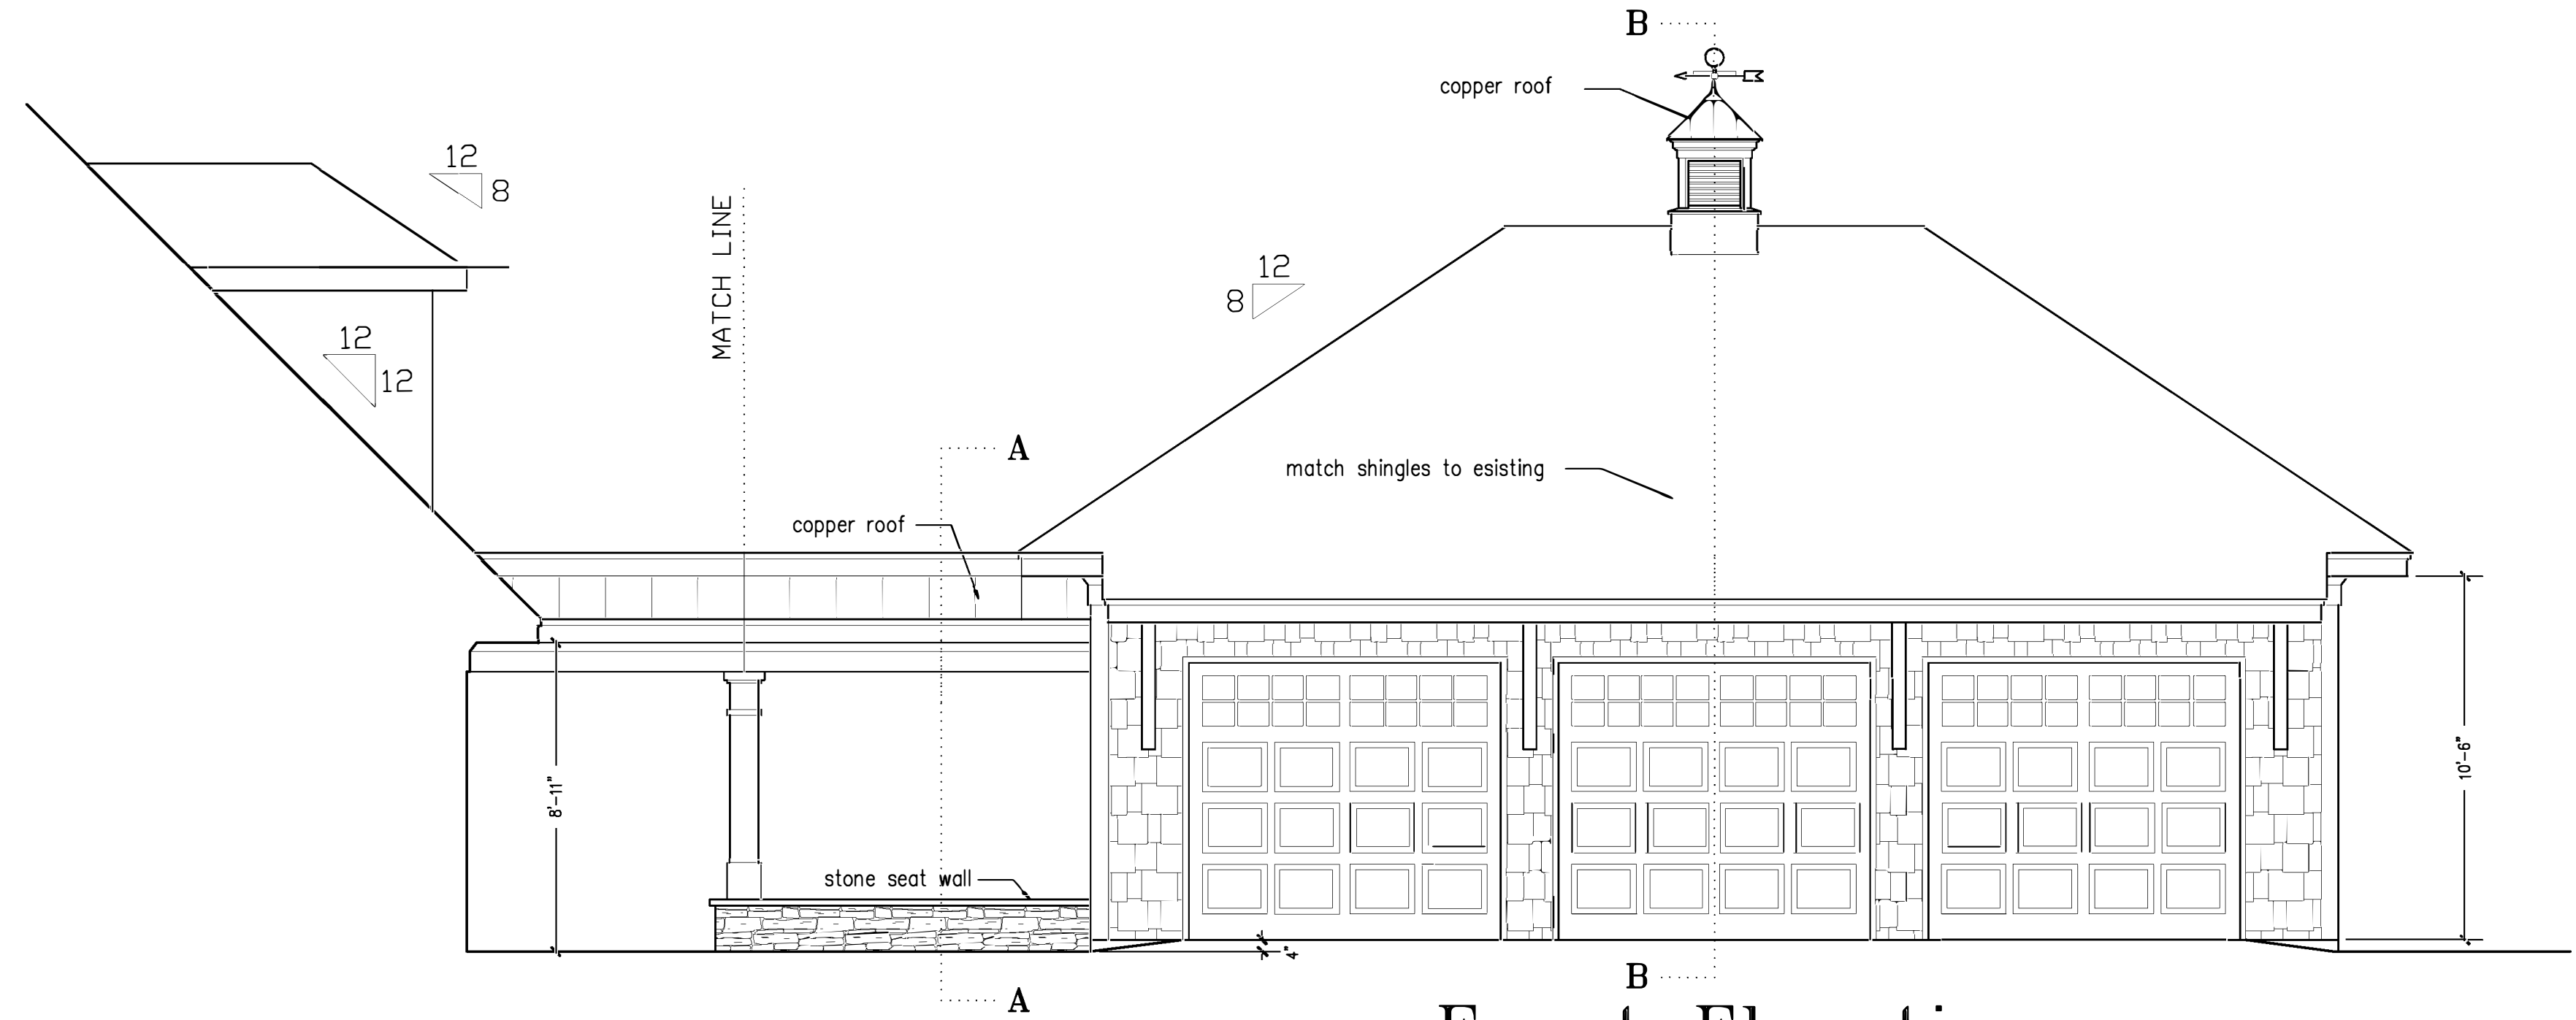 B
copper roof
12
8
MATCH LINE
12
8
12
12
A
match shingles to esisting
copper roof
8'-11"
10'-6"
stone seat wall
4"
B
A